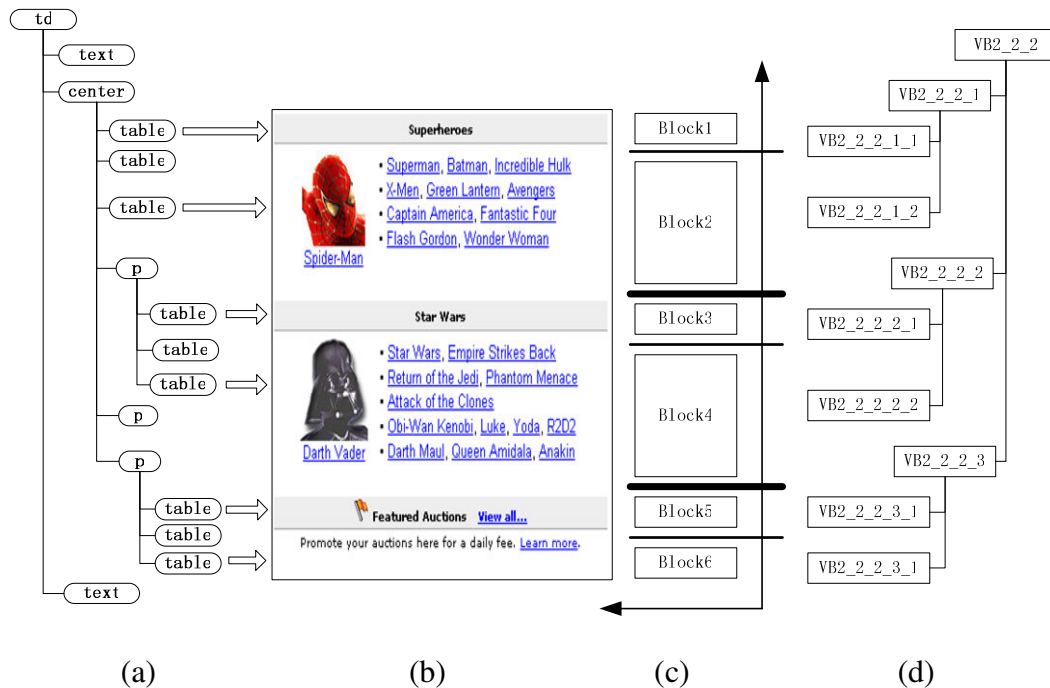 td
text
center
table
table
table
p
table
table
table
p
p
table
table
table
text
Superheroes
• Superman, Batman, Incredible Hulk
• X-Men, Green Lantern, Avengers
• Captain America, Fantastic Four
• Flash Gordon, Wonder Woman
Spider-Man
Star Wars
• Star Wars, Empire Strikes Back
• Return of the Jedi, Phantom Menace
• Attack of the Clones
• Obi-Wan Kenobi, Luke, Yoda, R2D2
• Darth Maul, Queen Amidala, Anakin
Darth Vader
Featured Auctions View all...
Promote your auctions here for a daily fee. Learn more.
Block1
Block2
Block3
Block4
Block5
Block6
VB2_2_2
VB2_2_2_1
VB2_2_2_1_1
VB2_2_2_1_2
VB2_2_2_2
VB2_2_2_2_1
VB2_2_2_2_2
VB2_2_2_3
VB2_2_2_3_1
VB2_2_2_3_1
(a)
(b)
(c)
(d)